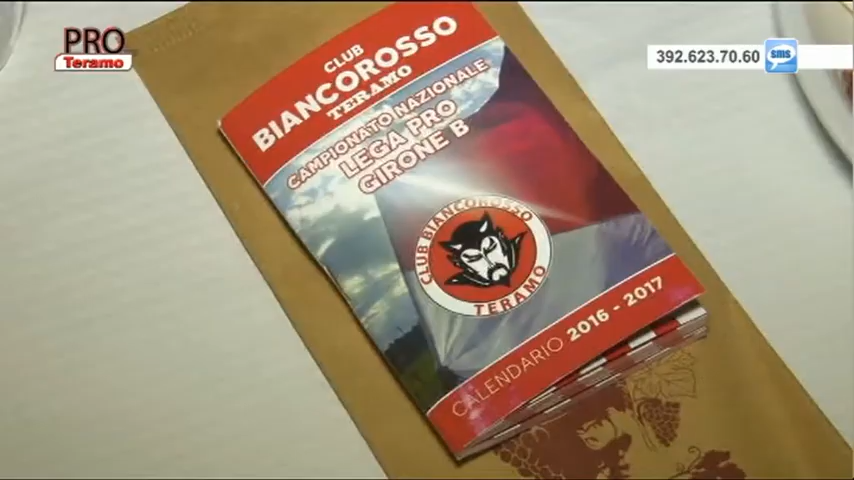 PRO
Teramo
392.623.70.60
sms
CLUB
BIANCOROSSO
TERAMO
CAMPIONATO NAZIONALE
LEGA PRO
GIRONE B
CLUB BIANCOROSSO
TERAMO
CALENDARIO 2016 - 2017